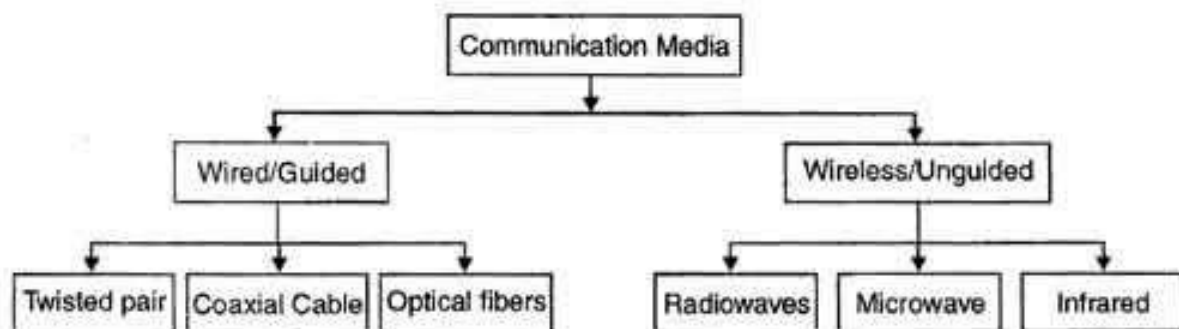 Communication Media
Wired/Guided
Wireless/Unguided
Twisted pair
Coaxial Cable
Optical fibers
Radiowaves
Microwave
Infrared